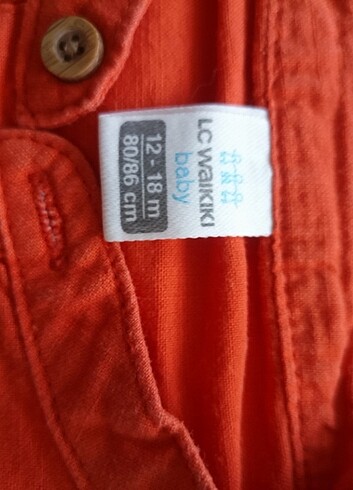 LC WAIKIKI
baby
12 - 18 m
80/86 cm